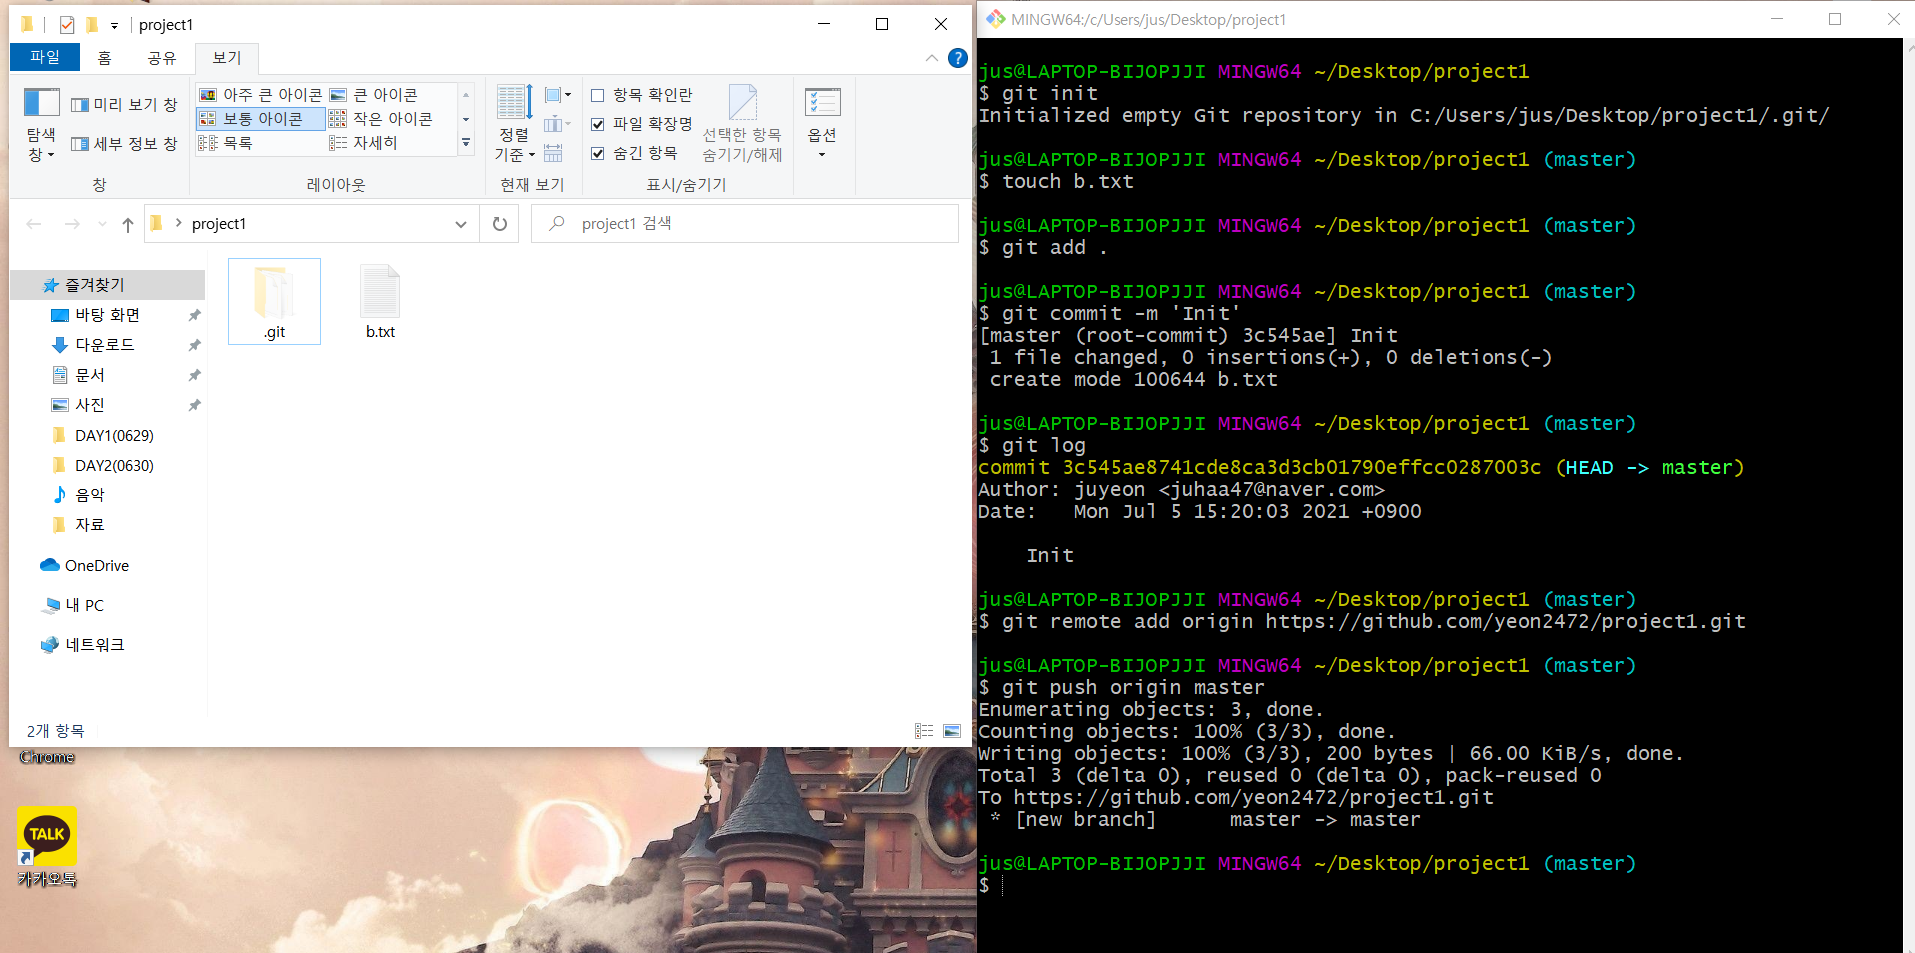 project1
파일 홈 공유 보기
탐색 창
미리 보기 창
세부 정보 창
창
아주 큰 아이콘 큰 아이콘
보통 아이콘 작은 아이콘
목록 자세히
레이아웃
정렬 기준
현재 보기
항목 확인란
파일 확장명
숨긴 항목
선택한 항목 숨기기/해제
표시/숨기기
옵션
project1
project1 검색
즐겨찾기
바탕 화면
다운로드
문서
사진
DAY1(0629)
DAY2(0630)
음악
자료
OneDrive
내 PC
네트워크
.git
b.txt
2개 항목
Chrome
TALK
카카오톡
MINGW64:/c/Users/jus/Desktop/project1
jus@LAPTOP-BIJOPJJI MINGW64 ~/Desktop/project1
$ git init
Initialized empty Git repository in C:/Users/jus/Desktop/project1/.git/
jus@LAPTOP-BIJOPJJI MINGW64 ~/Desktop/project1 (master)
$ touch b.txt
jus@LAPTOP-BIJOPJJI MINGW64 ~/Desktop/project1 (master)
$ git add .
jus@LAPTOP-BIJOPJJI MINGW64 ~/Desktop/project1 (master)
$ git commit -m 'Init'
[master (root-commit) 3c545ae] Init
1 file changed, 0 insertions(+), 0 deletions(-)
create mode 100644 b.txt
jus@LAPTOP-BIJOPJJI MINGW64 ~/Desktop/project1 (master)
$ git log
commit 3c545ae8741cde8ca3d3cb01790effcc0287003c (HEAD -> master)
Author: juyeon <juhaa47@naver.com>
Date: Mon Jul 5 15:20:03 2021 +0900
Init
jus@LAPTOP-BIJOPJJI MINGW64 ~/Desktop/project1 (master)
$ git remote add origin https://github.com/yeon2472/project1.git
jus@LAPTOP-BIJOPJJI MINGW64 ~/Desktop/project1 (master)
$ git push origin master
Enumerating objects: 3, done.
Counting objects: 100% (3/3), done.
Writing objects: 100% (3/3), 200 bytes | 66.00 KiB/s, done.
Total 3 (delta 0), reused 0 (delta 0), pack-reused 0
To https://github.com/yeon2472/project1.git
* [new branch] master -> master
jus@LAPTOP-BIJOPJJI MINGW64 ~/Desktop/project1 (master)
$